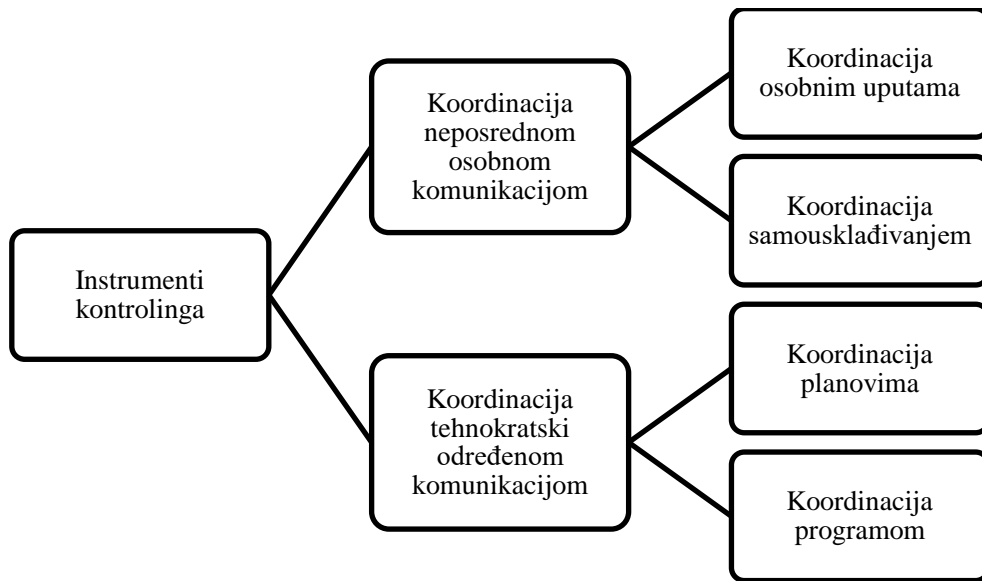 Instrumenti
kontrolinga
Koordinacija
neposrednom
osobnom
komunikacijom
Koordinacija
osobnim uputama
Koordinacija
samousklađivanjem
Koordinacija
tehnokratski
određenom
komunikacijom
Koordinacija
planovima
Koordinacija
programom